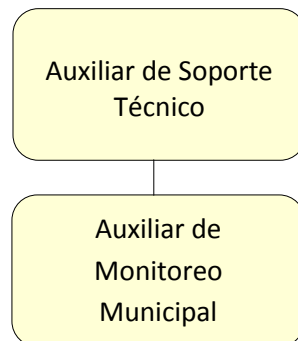 Auxiliar de Soporte
Técnico
Auxiliar de
Monitoreo
Municipal